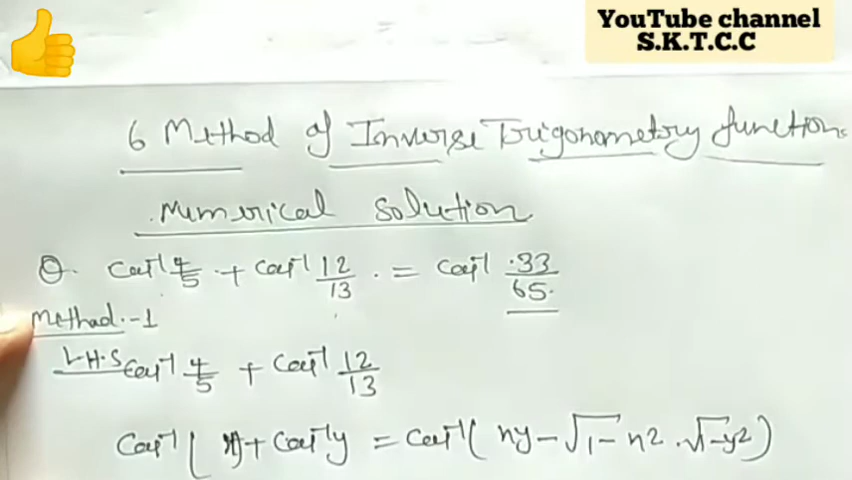 YouTube channel
S.K.T.C.C
6 Method of Inverse Trigonometry functions
Numerical solution
Q. cos⁻¹ 4/5 + cos⁻¹ 12/13 = cos⁻¹ 33/65
Method-1
L.H.S cos⁻¹ 4/5 + cos⁻¹ 12/13
cos⁻¹(x) + cos⁻¹y = cos⁻¹(xy - √1-x2 . √1-y2)